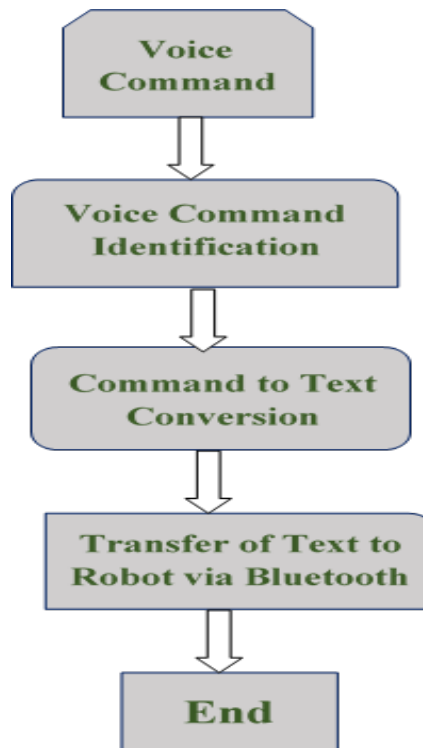 Voice
Command
Voice Command
Identification
Command to Text
Conversion
Transfer of Text to
Robot via Bluetooth
End